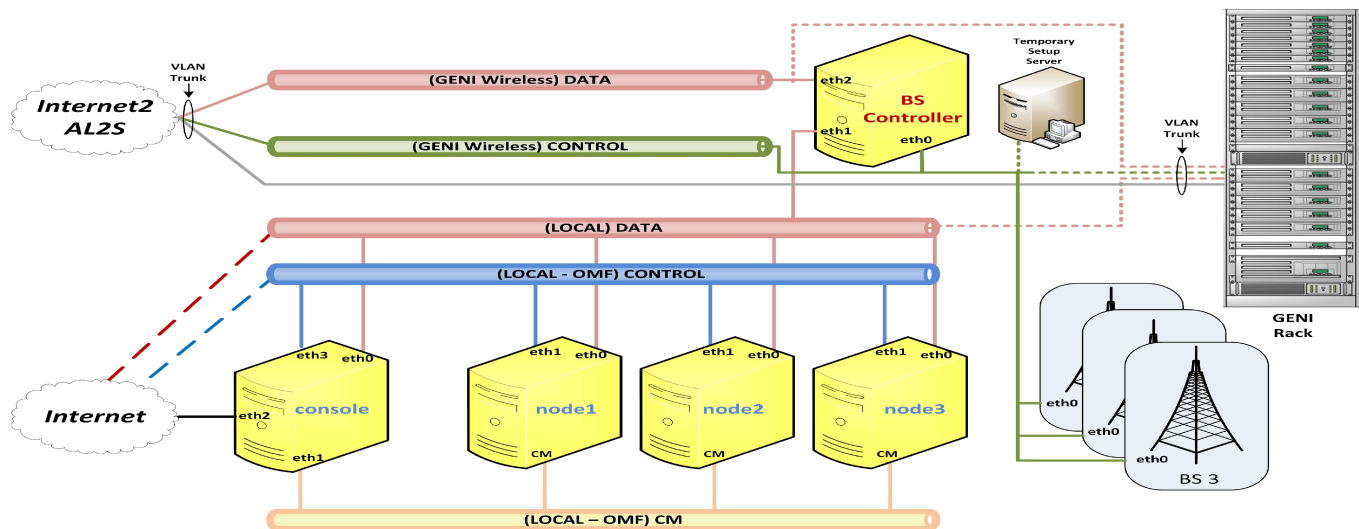 VLAN
Trunk
Internet2
AL2S
(GENI Wireless) DATA
(GENI Wireless) CONTROL
eth2
BS
Controller
eth1
eth0
Temporary
Setup
Server
VLAN
Trunk
GENI
Rack
(LOCAL) DATA
(LOCAL - OMF) CONTROL
Internet
eth3
eth0
eth2
console
eth1
eth1
eth0
node1
CM
eth1
eth0
node2
CM
eth1
eth0
node3
CM
eth0
eth0
eth0
BS 3
(LOCAL – OMF) CM